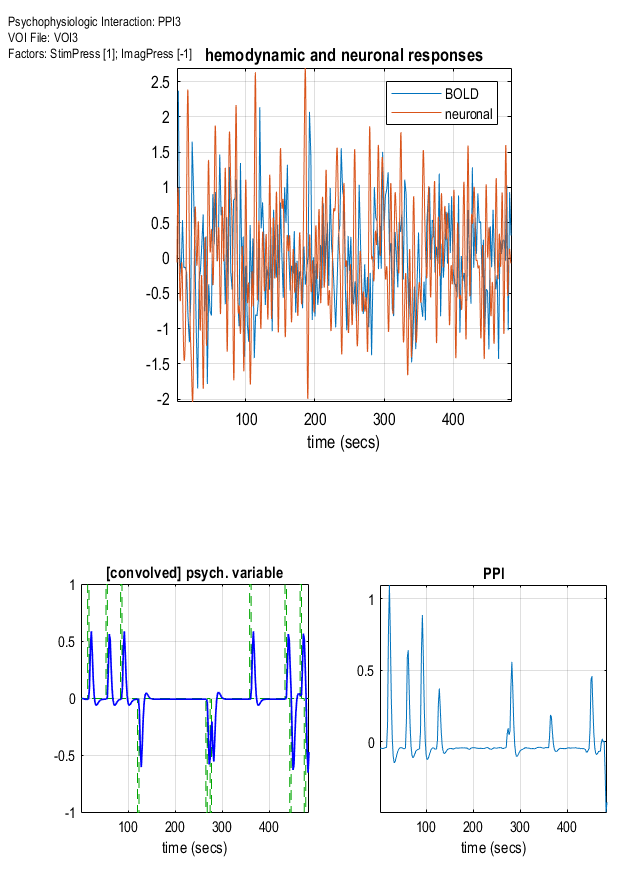 Psychophysiologic Interaction: PPI3
VOI File: VOI3
Factors: StimPress [1]; ImagPress [-1]
hemodynamic and neuronal responses
2.5
2
1.5
1
0.5
0
-0.5
-1
-1.5
-2
BOLD
neuronal
100 200 300 400
time (secs)
[convolved] psych. variable
1
0.5
0
-0.5
-1
100 200 300 400
time (secs)
PPI
1
0.5
0
100 200 300 400
time (secs)